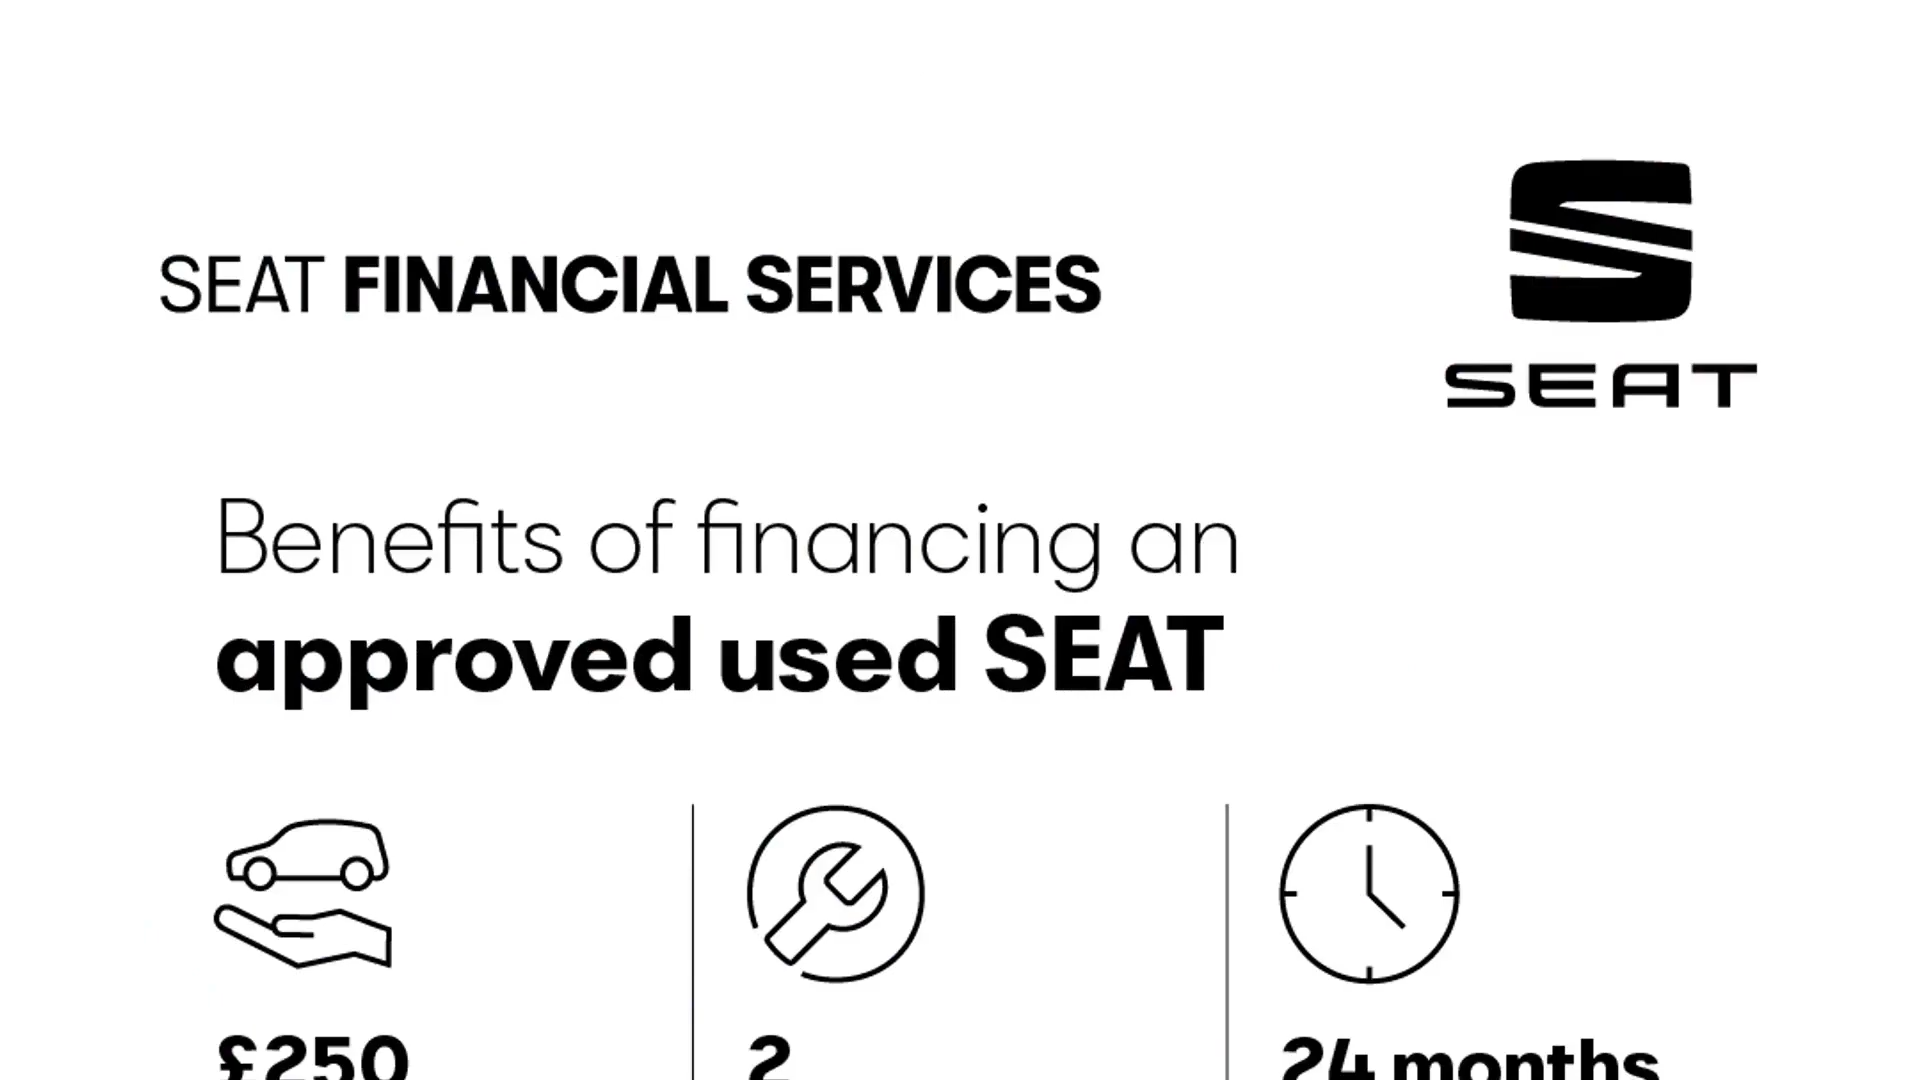 SEAT FINANCIAL SERVICES
SEAT
Benefits of financing an
approved used SEAT
£250
2
24 months